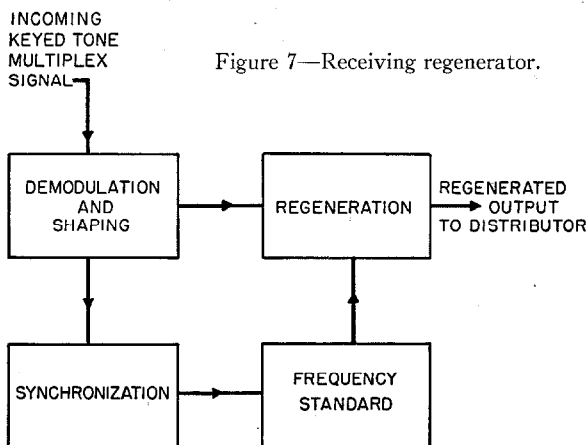 INCOMING
KEYED TONE
MULTIPLEX
SIGNAL
Figure 7—Receiving regenerator.
DEMODULATION
AND
SHAPING
REGENERATION
REGENERATED
OUTPUT
TO DISTRIBUTOR
SYNCHRONIZATION
FREQUENCY
STANDARD